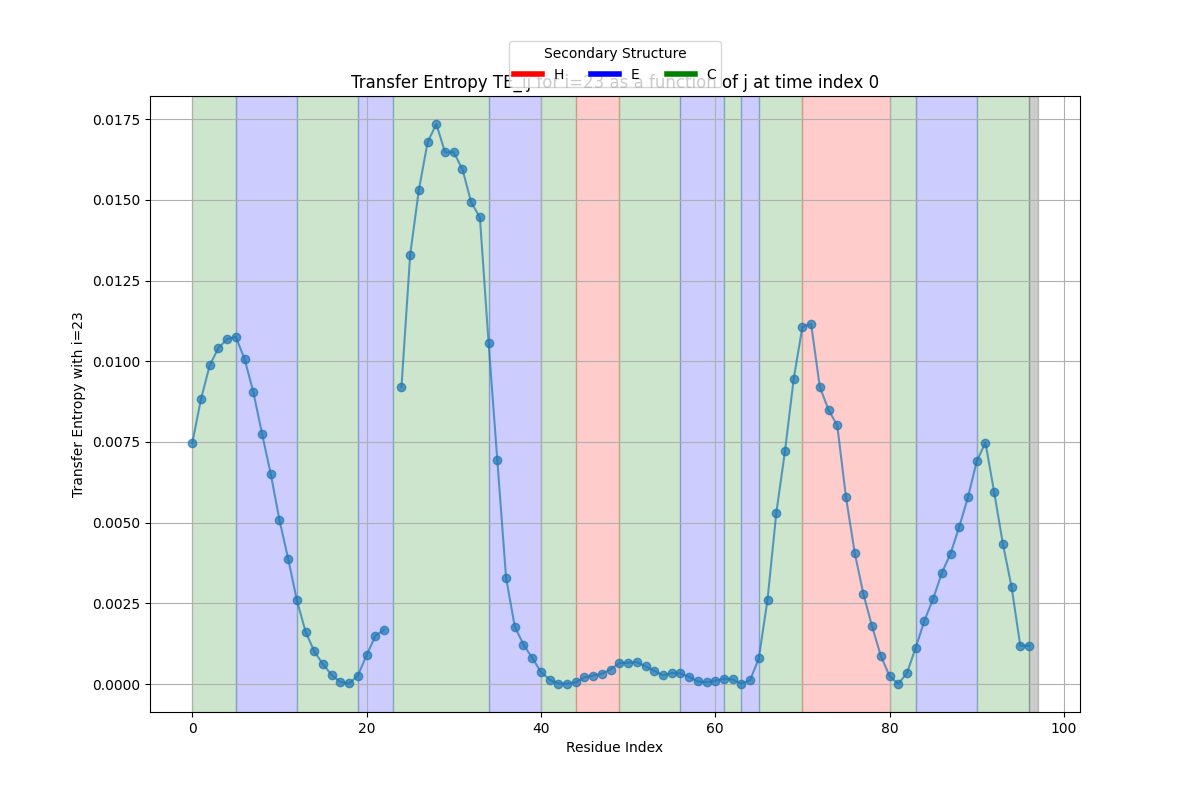 Secondary Structure
H E C
Transfer Entropy TE_ij for i=23 as a function of j at time index 0
Transfer Entropy with i=23
0.0175
0.0150
0.0125
0.0100
0.0075
0.0050
0.0025
0.0000
0 20 40 60 80 100
Residue Index